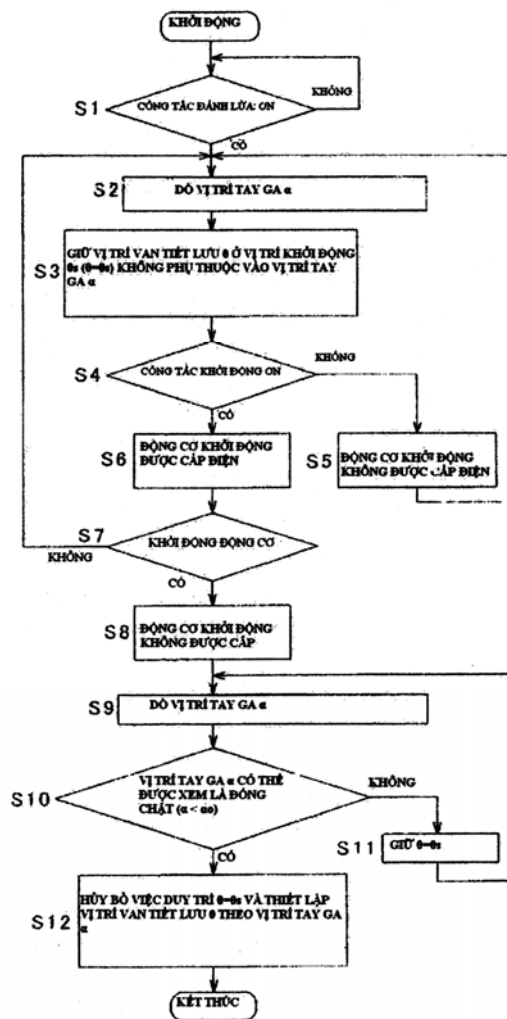 KHỞI ĐỘNG
KHÔNG
S1
CÔNG TẮC ĐÁNH LỬA: ON
CÓ
S2
DÒ VỊ TRÍ TAY GA α
S3
GIỮ VỊ TRÍ VAN TIẾT LƯU θ Ở VỊ TRÍ KHỞI ĐỘNG
θs (θ=θs) KHÔNG PHỤ THUỘC VÀO VỊ TRÍ TAY
GA α
S4
CÔNG TẮC KHỞI ĐỘNG ON
KHÔNG
CÓ
S6
ĐỘNG CƠ KHỞI ĐỘNG
ĐƯỢC CẤP ĐIỆN
S5
ĐỘNG CƠ KHỞI ĐỘNG
KHÔNG ĐƯỢC CẤP ĐIỆN
S7
KHỞI ĐỘNG ĐỘNG CƠ
KHÔNG
CÓ
S8
ĐỘNG CƠ KHỞI ĐỘNG
KHÔNG ĐƯỢC CẤP
S9
DÒ VỊ TRÍ TAY GA α
S10
VỊ TRÍ TAY GA α CÓ THỂ
ĐƯỢC XEM LÀ ĐÓNG
CHẶT (α < α₀)
KHÔNG
CÓ
S11
GIỮ θ=θs
S12
HỦY BỎ VIỆC DUY TRÌ θ=θs VÀ THIẾT LẬP
VỊ TRÍ VAN TIẾT LƯU θ THEO VỊ TRÍ TAY GA
α
KẾT THÚC